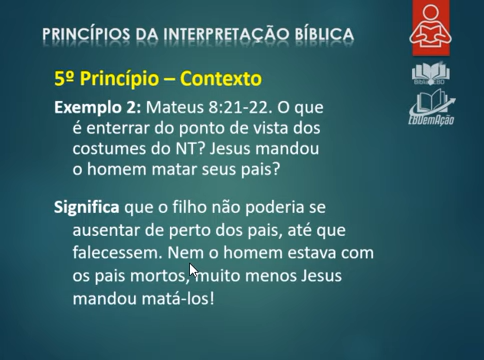 PRINCÍPIOS DA INTERPRETAÇÃO BÍBLICA
5º Princípio – Contexto
Exemplo 2: Mateus 8:21-22. O que
é enterrar do ponto de vista dos
costumes do NT? Jesus mandou
o homem matar seus pais?
Significa que o filho não poderia se
ausentar de perto dos pais, até que
falecessem. Nem o homem estava com
os pais mortos, muito menos Jesus
mandou matá-los!
EBDemAção